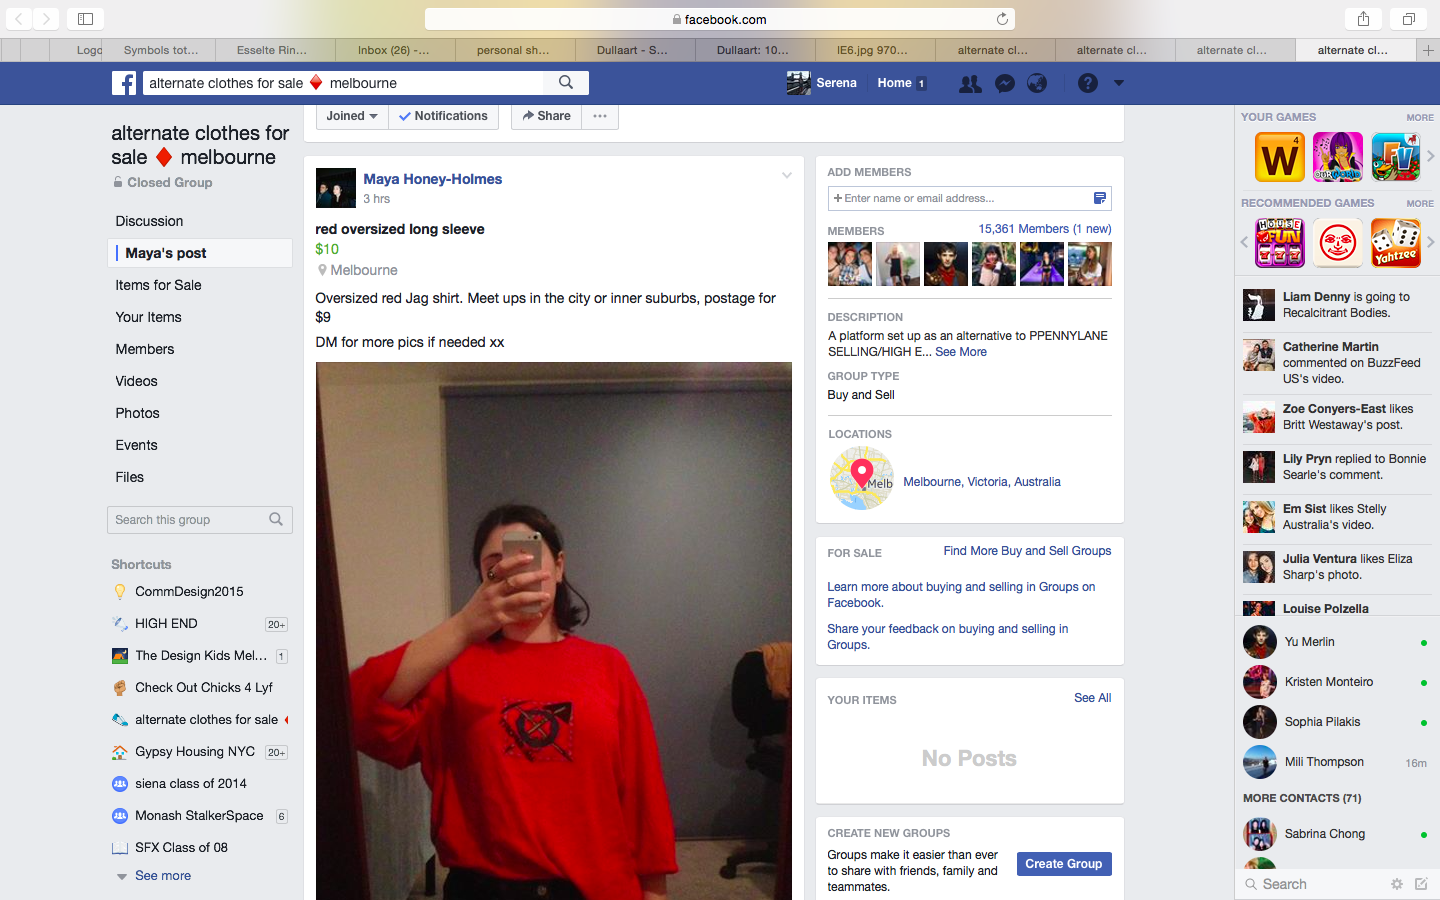 facebook.com
Logo
Symbols tot...
Esselte Rin...
Inbox (26) -...
personal sh...
Dullaart - S...
Dullaart: 10...
IE6.jpg 970...
alternate cl...
alternate cl...
alternate cl...
alternate cl...
alternate clothes for sale ♦ melbourne
Serena
Home 1
alternate clothes for
sale ♦ melbourne
Closed Group
Discussion
Maya's post
Items for Sale
Your Items
Members
Videos
Photos
Events
Files
Search this group
Shortcuts
CommDesign2015
HIGH END 20+
The Design Kids Mel... 1
Check Out Chicks 4 Lyf
alternate clothes for sale
Gypsy Housing NYC 20+
siena class of 2014
Monash StalkerSpace 6
SFX Class of 08
See more
Joined
Notifications
Share
Maya Honey-Holmes
3 hrs
red oversized long sleeve
$10
Melbourne
Oversized red Jag shirt. Meet ups in the city or inner suburbs, postage for
$9
DM for more pics if needed xx
ADD MEMBERS
+ Enter name or email address...
MEMBERS 15,361 Members (1 new)
DESCRIPTION
A platform set up as an alternative to PPENNYLANE
SELLING/HIGH E... See More
GROUP TYPE
Buy and Sell
LOCATIONS
Melb
Melbourne, Victoria, Australia
FOR SALE Find More Buy and Sell Groups
Learn more about buying and selling in Groups on
Facebook.
Share your feedback on buying and selling in
Groups.
YOUR ITEMS See All
No Posts
CREATE NEW GROUPS
Groups make it easier than ever
to share with friends, family and
teammates.
Create Group
YOUR GAMES MORE
W 4
OURWORLD
FV
RECOMMENDED GAMES MORE
HOUSE OF FUN
777
Yahtzee
Liam Denny is going to
Recalcitrant Bodies.
Catherine Martin
commented on BuzzFeed
US's video.
Zoe Conyers-East likes
Britt Westaway's post.
Lily Pryn replied to Bonnie
Searle's comment.
Em Sist likes Stelly
Australia's video.
Julia Ventura likes Eliza
Sharp's photo.
Louise Polzella
Yu Merlin
Kristen Monteiro
Sophia Pilakis
Mili Thompson 16m
MORE CONTACTS (71)
Sabrina Chong
Search